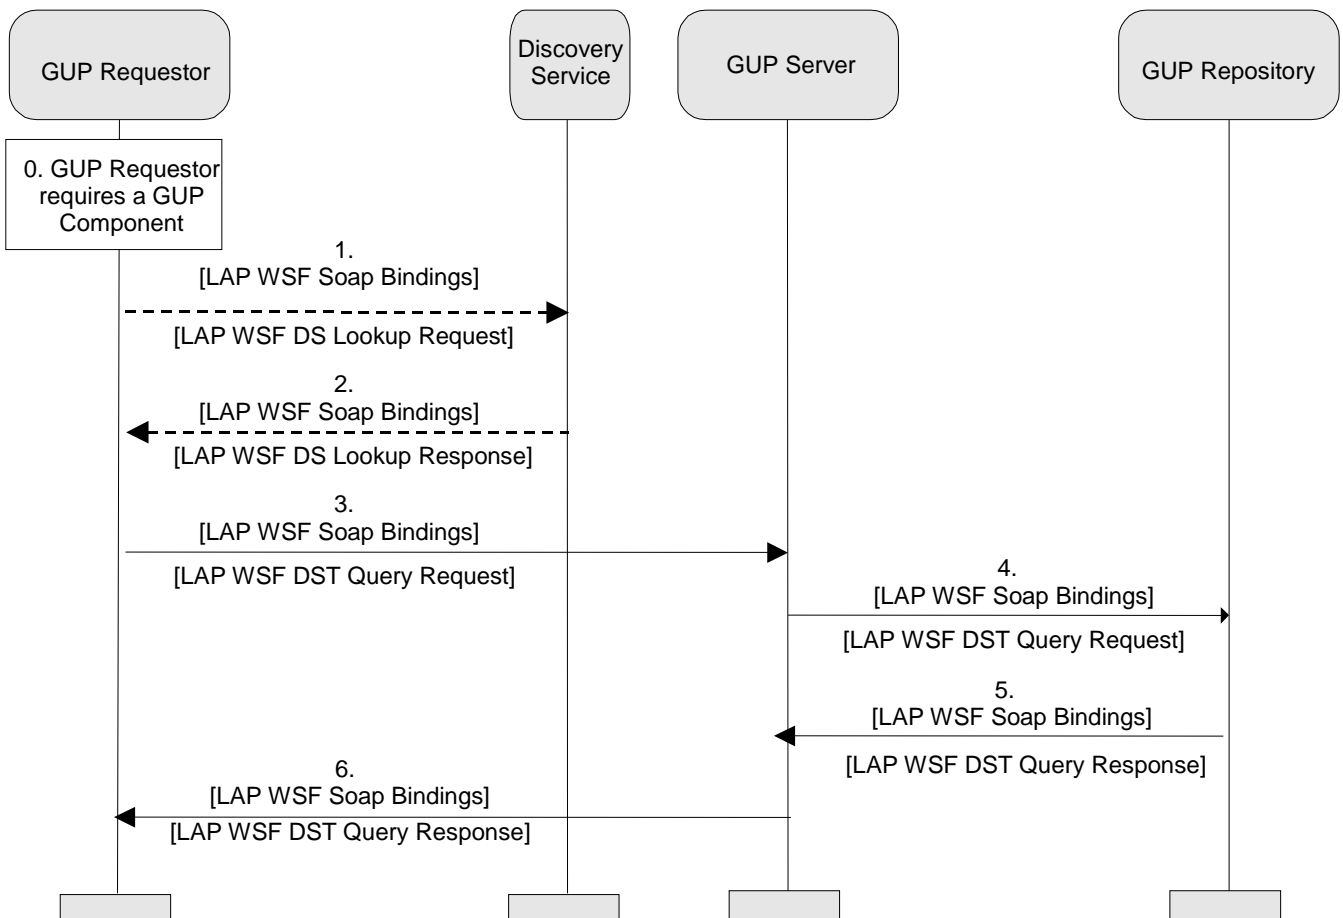 GUP Requestor
Discovery
Service
GUP Server
GUP Repository
0. GUP Requestor
requires a GUP
Component
1.
[LAP WSF Soap Bindings]
[LAP WSF DS Lookup Request]
2.
[LAP WSF Soap Bindings]
[LAP WSF DS Lookup Response]
3.
[LAP WSF Soap Bindings]
[LAP WSF DST Query Request]
4.
[LAP WSF Soap Bindings]
[LAP WSF DST Query Request]
5.
[LAP WSF Soap Bindings]
[LAP WSF DST Query Response]
6.
[LAP WSF Soap Bindings]
[LAP WSF DST Query Response]